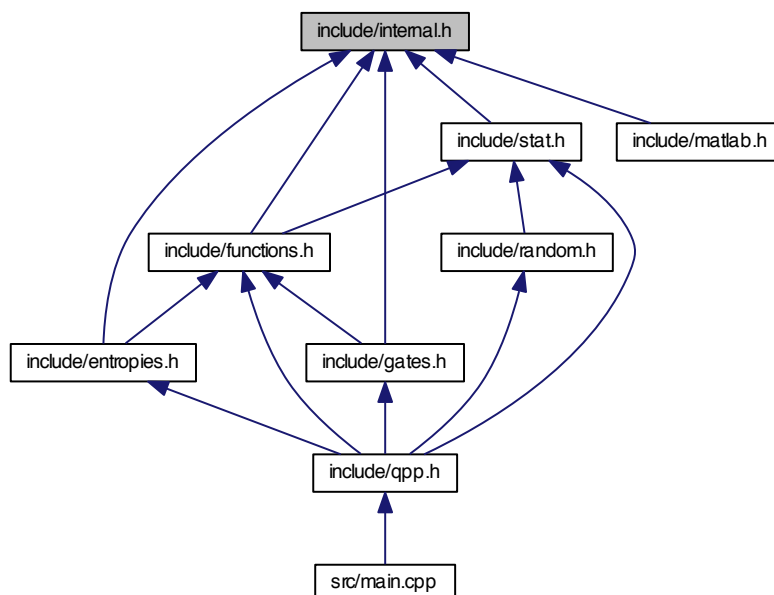 include/internal.h
include/stat.h
include/matlab.h
include/functions.h
include/random.h
include/entropies.h
include/gates.h
include/qpp.h
src/main.cpp